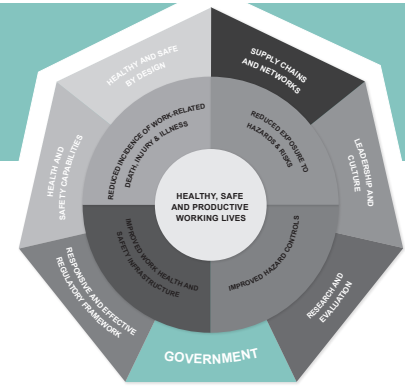 HEALTHY AND SAFE
BY DESIGN
SUPPLY CHAINS
AND NETWORKS
LEADERSHIP AND
CULTURE
RESEARCH AND
EVALUATION
GOVERNMENT
RESPONSIVE AND EFFECTIVE
REGULATORY FRAMEWORK
HEALTH AND
SAFETY CAPABILITIES
REDUCED INCIDENCE OF WORK-RELATED
DEATH, INJURY & ILLNESS
REDUCED EXPOSURE TO
HAZARDS & RISKS
IMPROVED HAZARD CONTROLS
IMPROVED WORK HEALTH AND
SAFETY INFRASTRUCTURE
HEALTHY, SAFE
AND PRODUCTIVE
WORKING LIVES